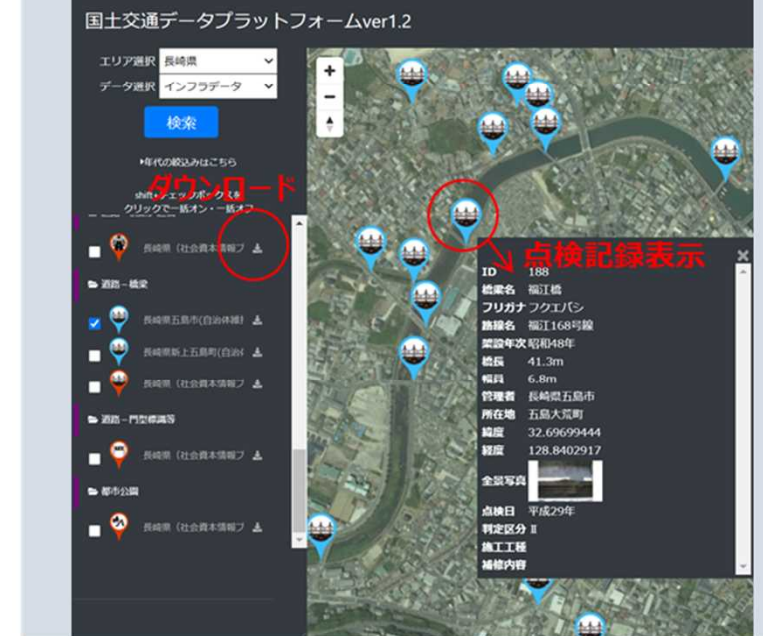 国土交通データプラットフォームver1.2
エリア選択 長崎県
データ選択 インフラデータ
検索
年代の絞込みはこちら
ダウンロード
shift+チェックボックスを
クリックで一括オン・一括オフ
長崎県（社会資本情報プ
道路－橋梁
長崎県五島市(自治体維
長崎県新上五島町(自治
長崎県（社会資本情報プ
道路－門型標識等
長崎県（社会資本情報プ
都市公園
長崎県（社会資本情報プ
点検記録表示
ID 188
橋梁名 福江橋
フリガナ フクエバシ
路線名 福江168号線
架設年次 昭和48年
橋長 41.3m
幅員 6.8m
管理者 長崎県五島市
所在地 五島大荒町
緯度 32.69699444
経度 128.8402917
全景写真
点検日 平成29年
判定区分 Ⅱ
施工工種
補修内容